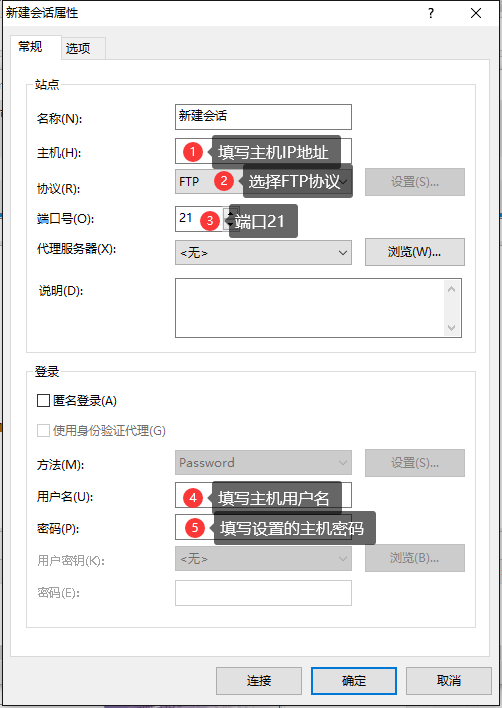 新建会话属性
?
常规 选项
站点
名称(N): 新建会话
主机(H): 1 填写主机IP地址
协议(R): FTP 2 选择FTP协议 设置(S)...
端口号(O): 21 3 端口21
代理服务器(X): <无> 浏览(W)...
说明(D):
登录
匿名登录(A)
使用身份验证代理(G)
方法(M): Password 设置(S)...
用户名(U): 4 填写主机用户名
密码(P): 5 填写设置的主机密码
用户密钥(K): <无> 浏览(B)...
密码(E):
连接 确定 取消